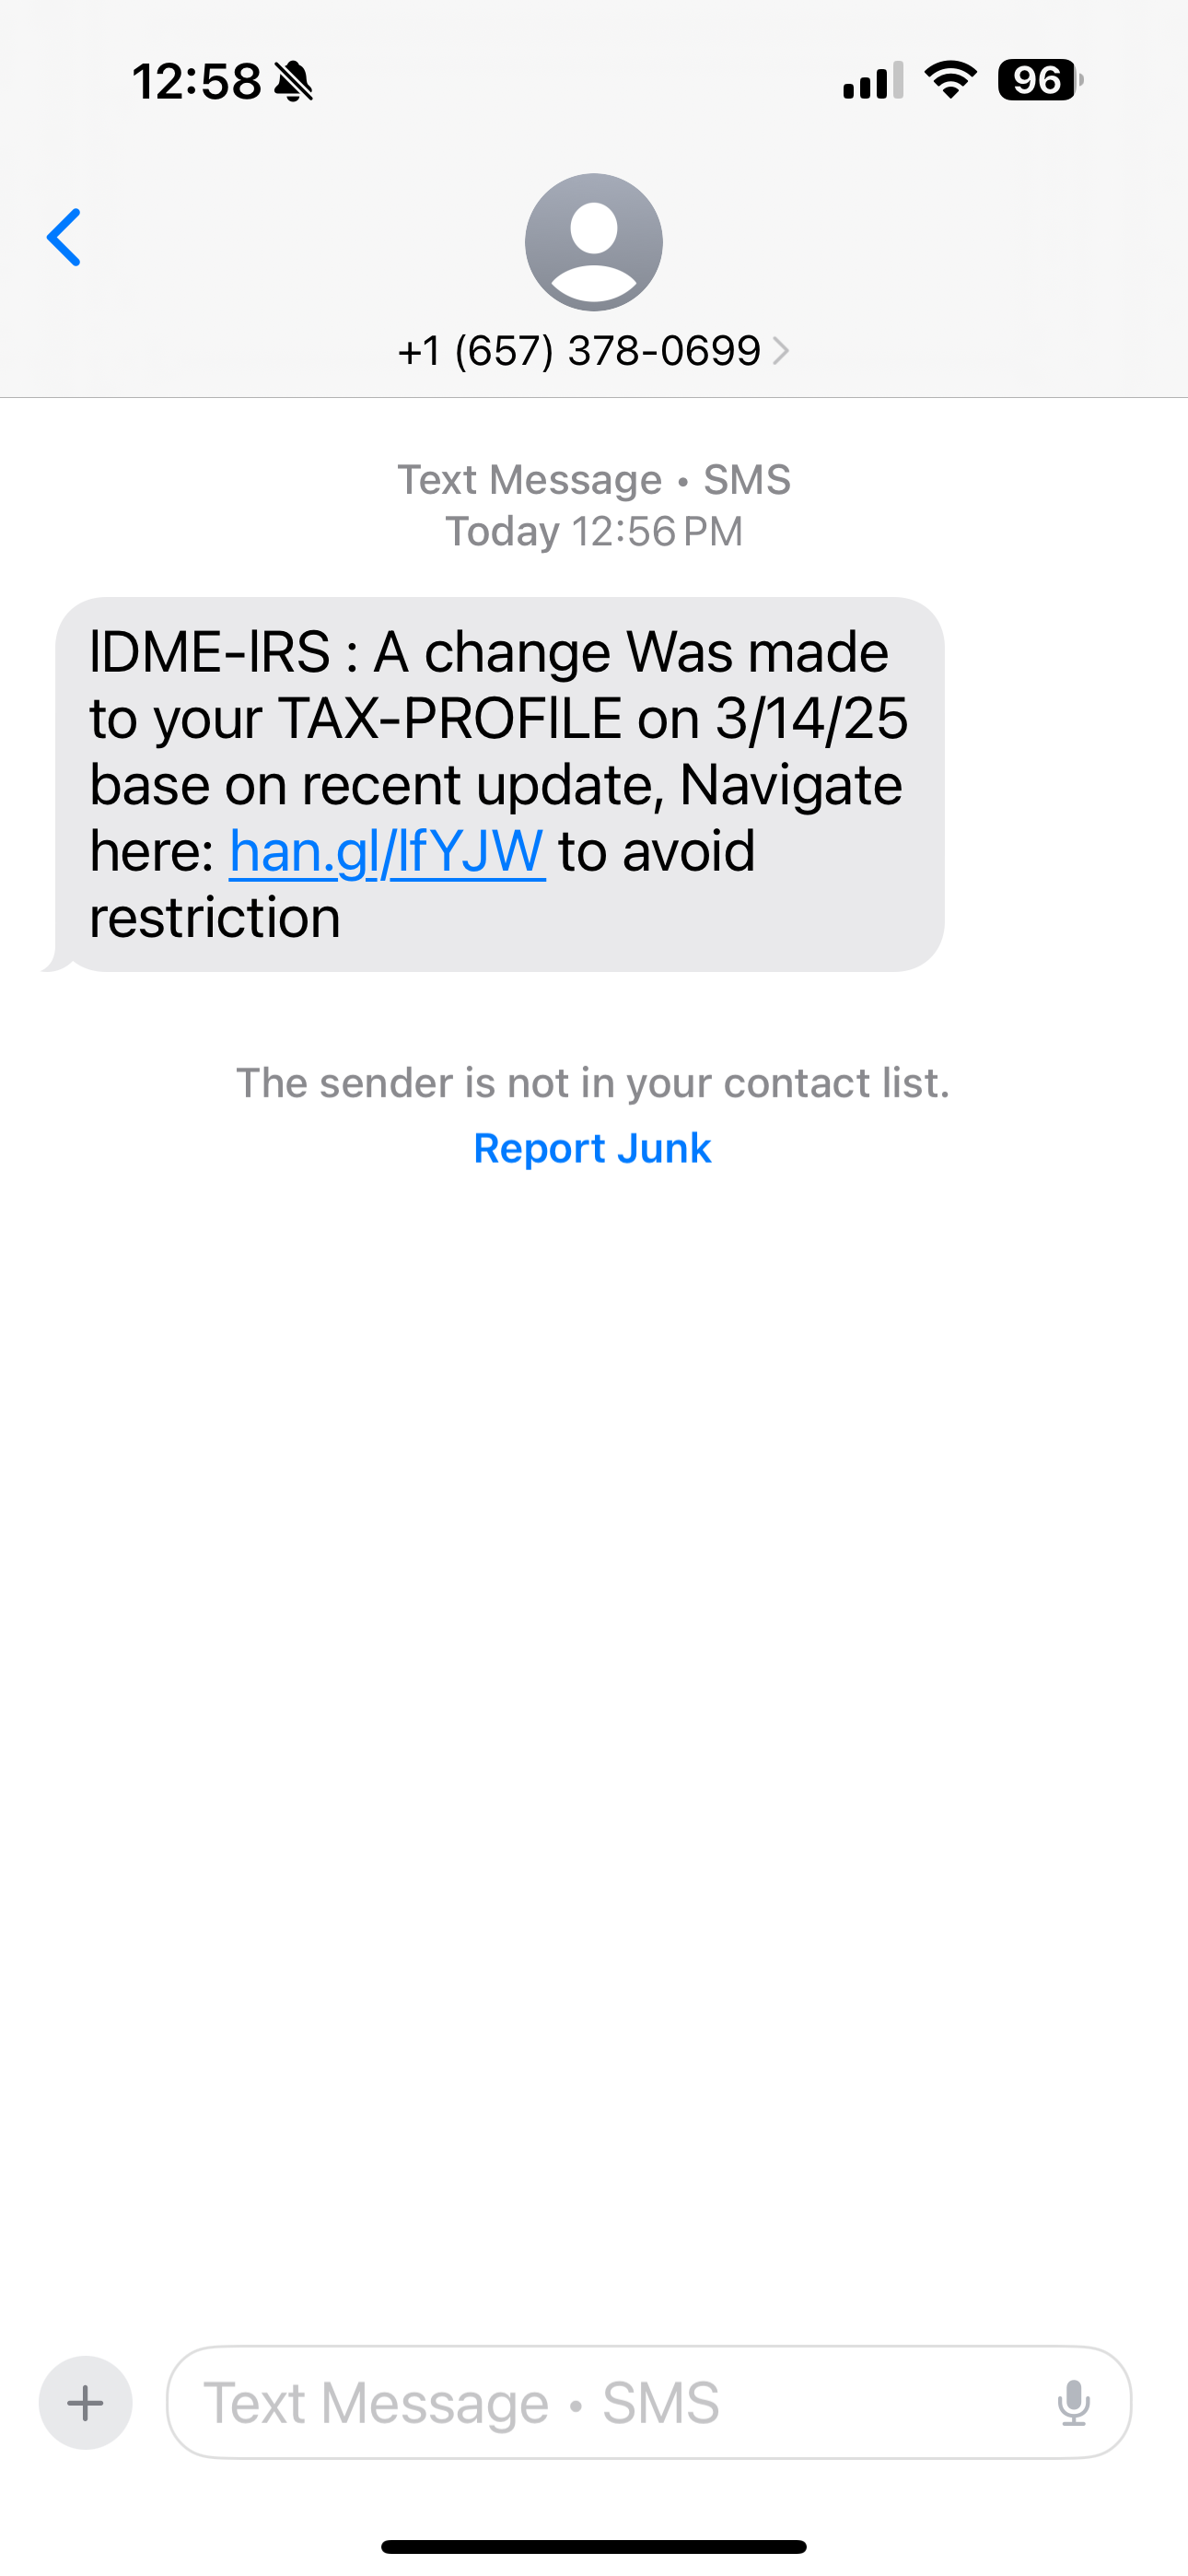 12:58
96
+1 (657) 378-0699
Text Message • SMS
Today 12:56 PM
lDME-lRS : A change Was made
to your TAX-PROFlLE on 3/14/25
base on recent update, Navigate
here: han.gl/lfYJW to avoid
restriction
The sender is not in your contact list.
Report Junk
Text Message • SMS